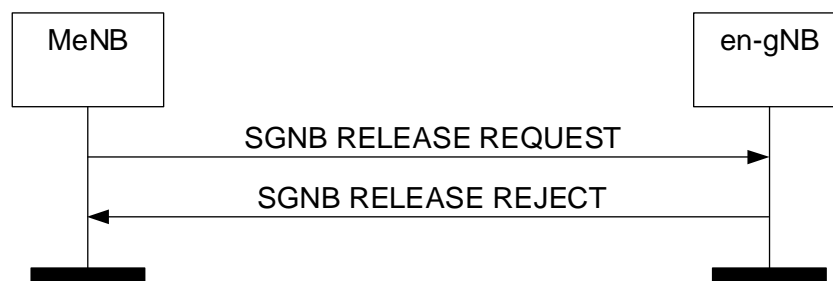 MeNB
en-gNB
SGNB RELEASE REQUEST
SGNB RELEASE REJECT